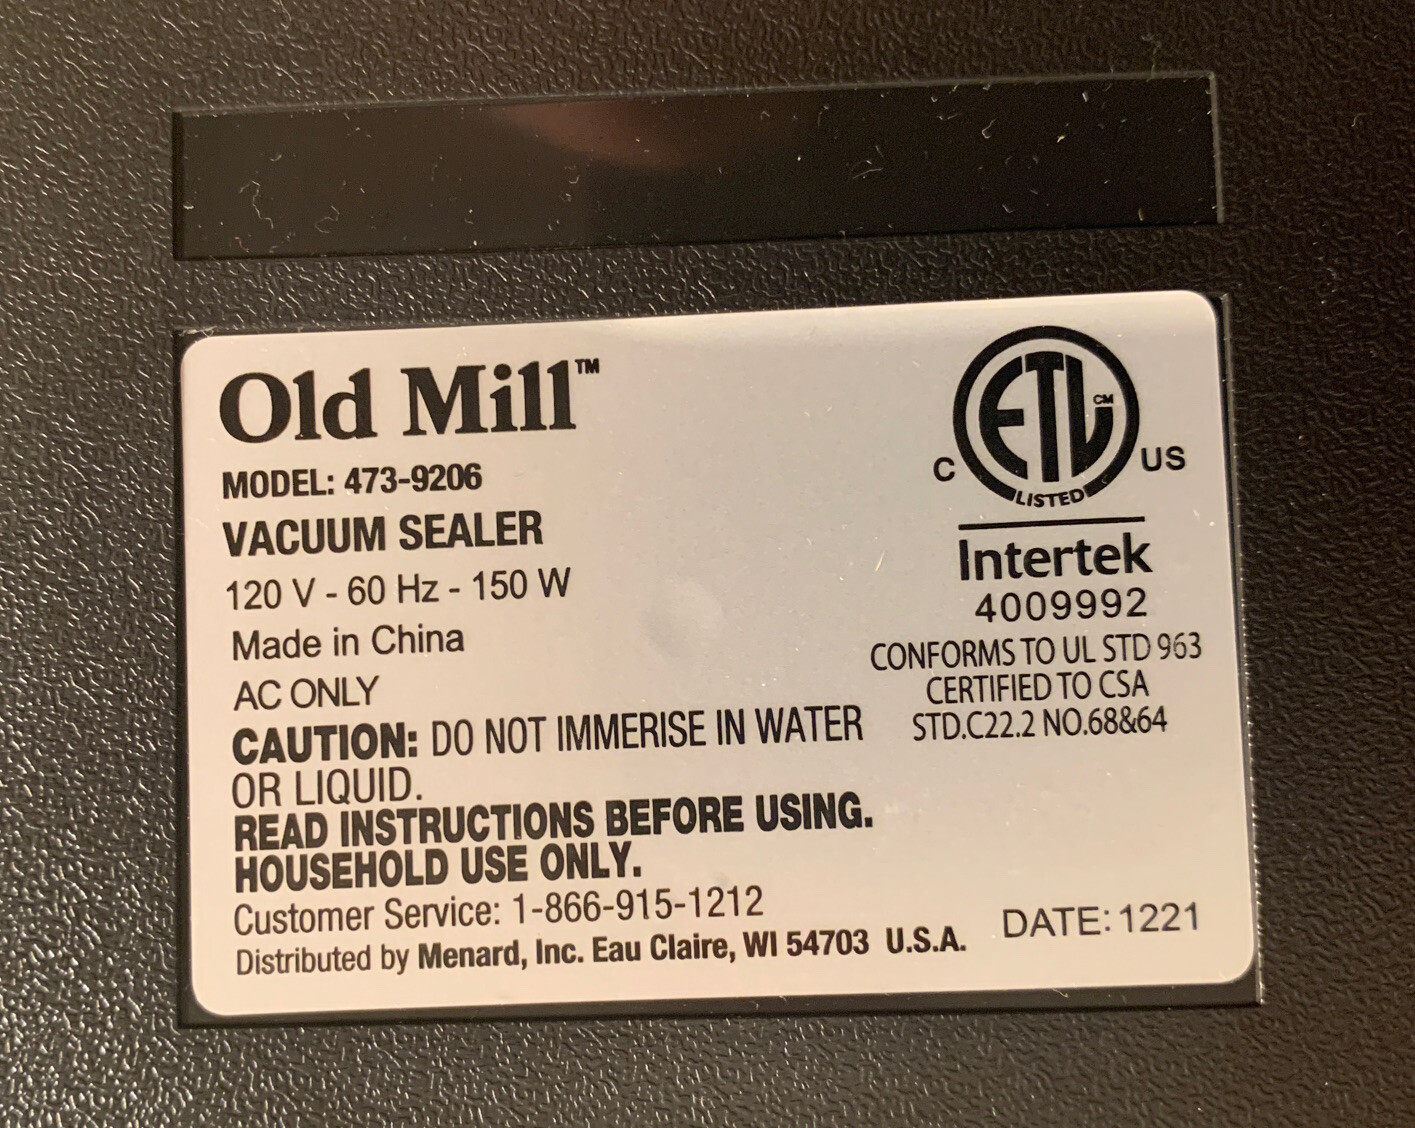 Old Mill™
MODEL: 473-9206
VACUUM SEALER
120 V - 60 Hz - 150 W
Made in China
AC ONLY
CAUTION: DO NOT IMMERISE IN WATER
OR LIQUID.
READ INSTRUCTIONS BEFORE USING.
HOUSEHOLD USE ONLY.
Customer Service: 1-866-915-1212
Distributed by Menard, Inc. Eau Claire, WI 54703 U.S.A.
ETL CM
C US
LISTED
Intertek
4009992
CONFORMS TO UL STD 963
CERTIFIED TO CSA
STD.C22.2 NO.68&64
DATE: 1221